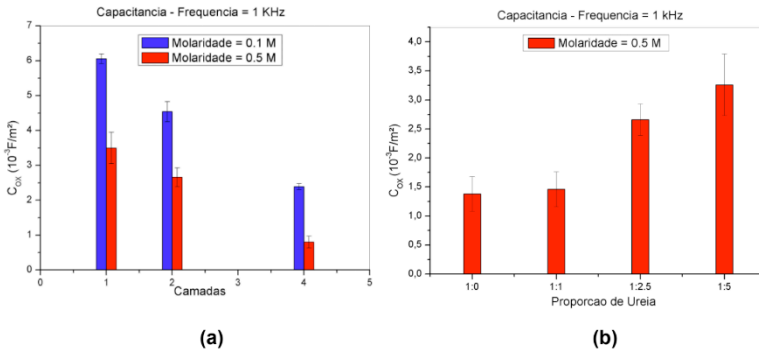 Capacitancia - Frequencia = 1 KHz
Molaridade = 0.1 M
Molaridade = 0.5 M
7
6
5
4
3
2
1
0
C_OX (10⁻³F/m²)
0 1 2 3 4 5
Camadas
(a)
Capacitancia - Frequencia = 1 kHz
Molaridade = 0.5 M
4,0
3,5
3,0
2,5
2,0
1,5
1,0
0,5
0,0
C_OX (10⁻³F/m²)
1:0 1:1 1:2.5 1:5
Proporcao de Ureia
(b)